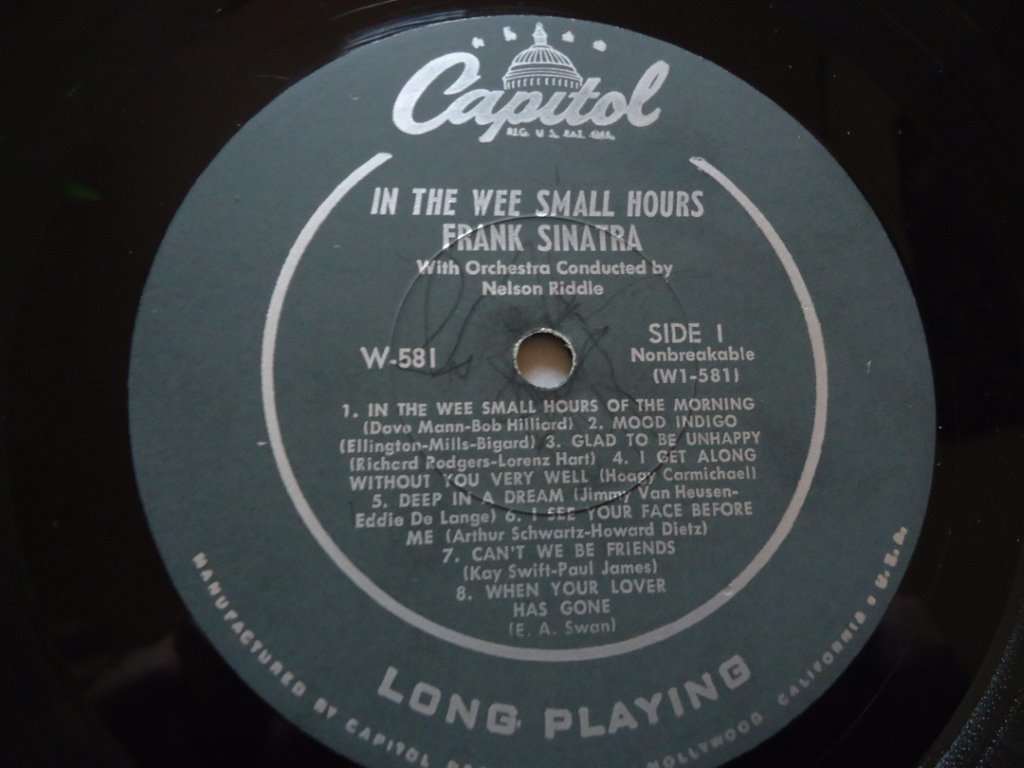 Capitol
REG. U.S. PAT. OFF.
IN THE WEE SMALL HOURS
FRANK SINATRA
With Orchestra Conducted by
Nelson Riddle
W-581
SIDE 1
Nonbreakable
(W1-581)
1. IN THE WEE SMALL HOURS OF THE MORNING
(Dave Mann-Bob Hilliard) 2. MOOD INDIGO
(Ellington-Mills-Bigard) 3. GLAD TO BE UNHAPPY
(Richard Rodgers-Lorenz Hart) 4. I GET ALONG
WITHOUT YOU VERY WELL (Hoagy Carmichael)
5. DEEP IN A DREAM (Jimmy Van Heusen-
Eddie De Lange) 6. I SEE YOUR FACE BEFORE
ME (Arthur Schwartz-Howard Dietz)
7. CAN'T WE BE FRIENDS
(Kay Swift-Paul James)
8. WHEN YOUR LOVER
HAS GONE
(E. A. Swan)
LONG PLAYING
MANUFACTURED BY CAPITOL HOLLYWOOD CALIFORNIA • U.S.A.